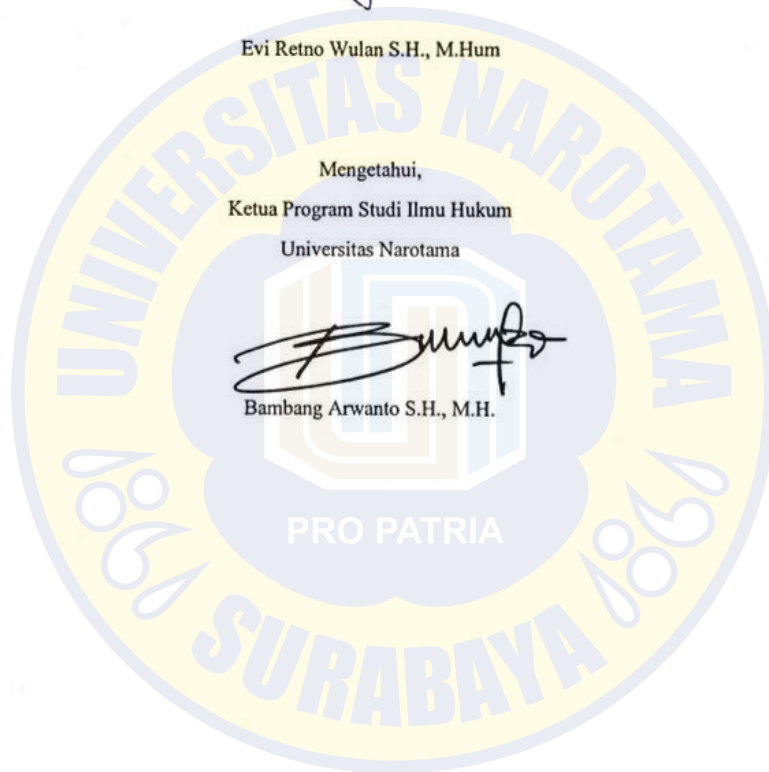 Evi Retno Wulan S.H., M.Hum
Mengetahui,
Ketua Program Studi Ilmu Hukum
Universitas Narotama
Bambang Arwanto S.H., M.H.
UNIVERSITAS NAROTAMA
PRO PATRIA
SURABAYA